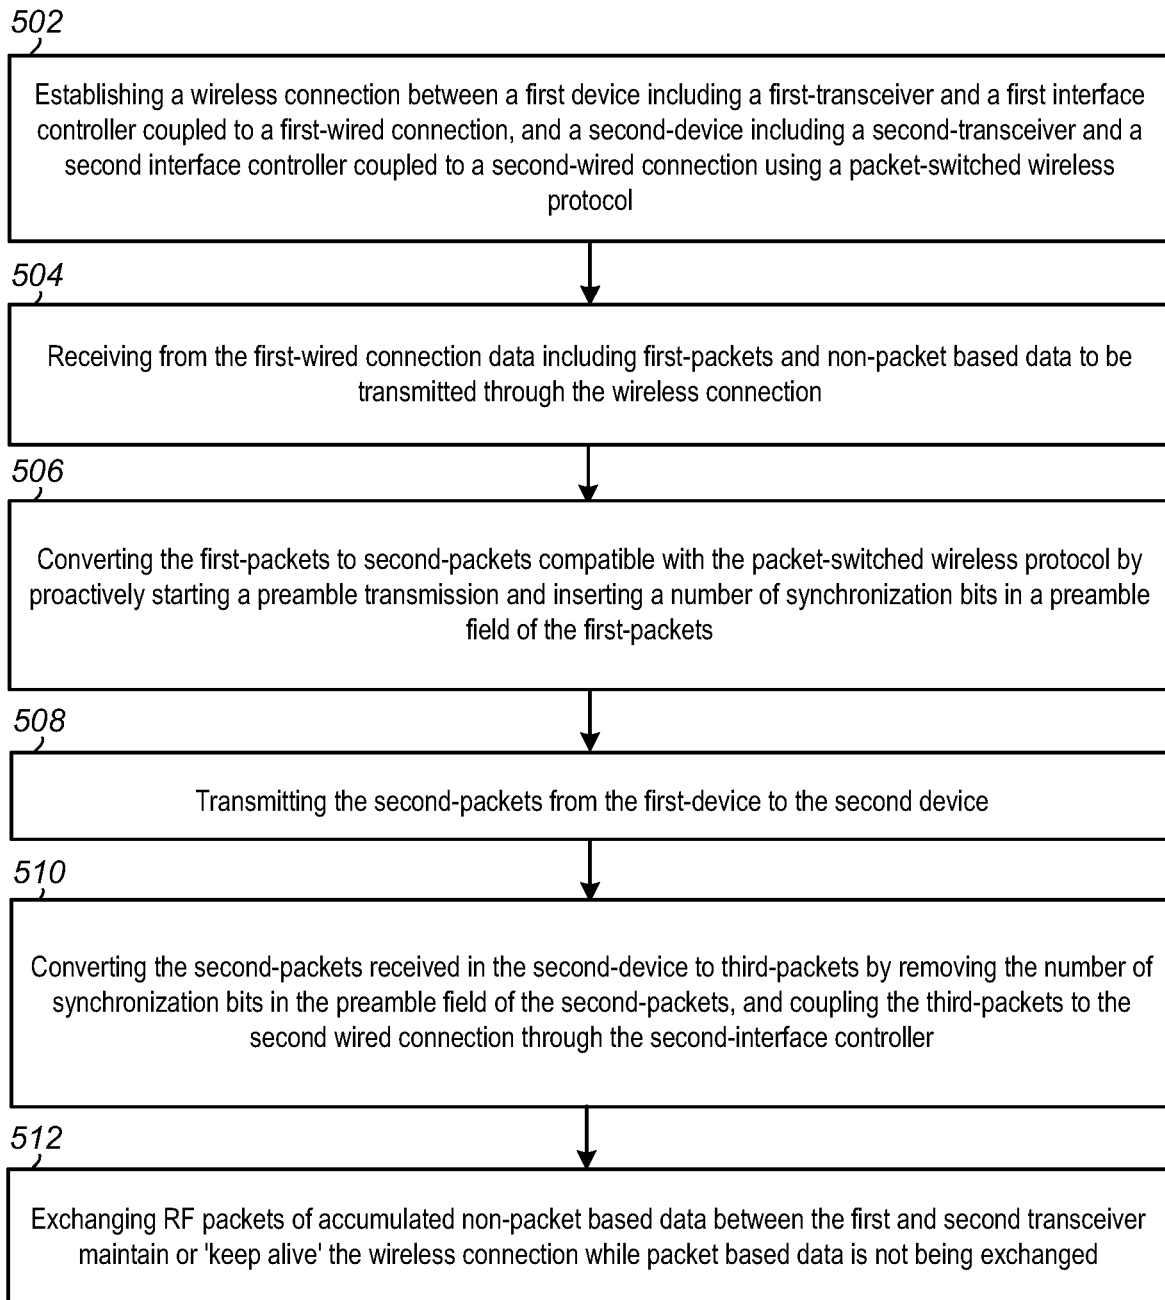 502
Establishing a wireless connection between a first device including a first-transceiver and a first interface
controller coupled to a first-wired connection, and a second-device including a second-transceiver and a
second interface controller coupled to a second-wired connection using a packet-switched wireless
protocol
504
Receiving from the first-wired connection data including first-packets and non-packet based data to be
transmitted through the wireless connection
506
Converting the first-packets to second-packets compatible with the packet-switched wireless protocol by
proactively starting a preamble transmission and inserting a number of synchronization bits in a preamble
field of the first-packets
508
Transmitting the second-packets from the first-device to the second device
510
Converting the second-packets received in the second-device to third-packets by removing the number of
synchronization bits in the preamble field of the second-packets, and coupling the third-packets to the
second wired connection through the second-interface controller
512
Exchanging RF packets of accumulated non-packet based data between the first and second transceiver
maintain or 'keep alive' the wireless connection while packet based data is not being exchanged